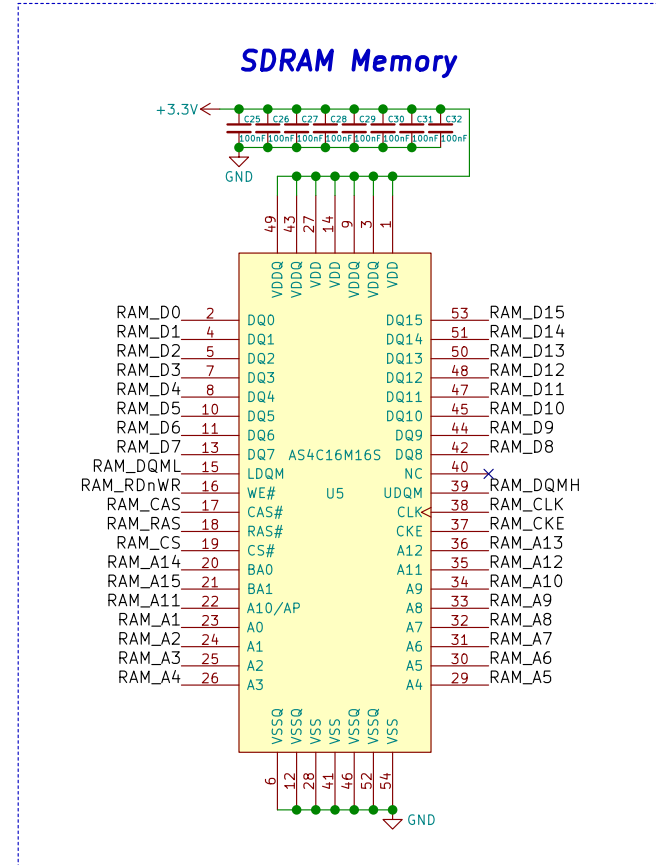 SDRAM Memory
+3.3V
C25 C26 C27 C28 C29 C30 C31 C32
100nF 100nF 100nF 100nF 100nF 100nF 100nF 100nF
GND
49 43 27 14 9 3 1
VDDQ VDDQ VDD VDD VDDQ VDDQ VDD
RAM_D0 2 DQ0 DQ15 53 RAM_D15
RAM_D1 4 DQ1 DQ14 51 RAM_D14
RAM_D2 5 DQ2 DQ13 50 RAM_D13
RAM_D3 7 DQ3 DQ12 48 RAM_D12
RAM_D4 8 DQ4 DQ11 47 RAM_D11
RAM_D5 10 DQ5 DQ10 45 RAM_D10
RAM_D6 11 DQ6 DQ9 44 RAM_D9
RAM_D7 13 DQ7 AS4C16M16S DQ8 42 RAM_D8
RAM_DQML 15 LDQM NC 40
RAM_RDnWR 16 WE# U5 UDQM 39 RAM_DQMH
RAM_CAS 17 CAS# CLK 38 RAM_CLK
RAM_RAS 18 RAS# CKE 37 RAM_CKE
RAM_CS 19 CS# A12 36 RAM_A13
RAM_A14 20 BA0 A11 35 RAM_A12
RAM_A15 21 BA1 A9 34 RAM_A10
RAM_A11 22 A10/AP A8 33 RAM_A9
RAM_A1 23 A0 A7 32 RAM_A8
RAM_A2 24 A1 A6 31 RAM_A7
RAM_A3 25 A2 A5 30 RAM_A6
RAM_A4 26 A3 A4 29 RAM_A5
VSSQ VSSQ VSS VSS VSSQ VSSQ VSS
6 12 28 41 46 52 54
GND